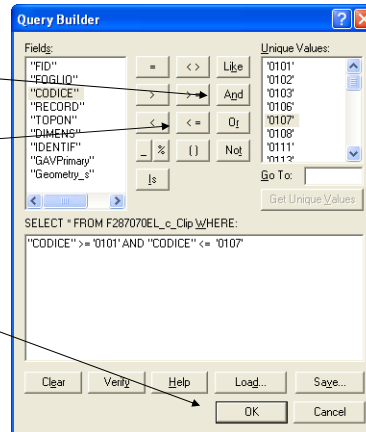 Query Builder
Fields:
Unique Values:
"FID"
"FOGLIO"
"CODICE"
"RECORD"
"TOPON"
"DIMENS"
"IDENTIF"
"GAVPrimary"
"Geometry_s"
= <> Like
> >= And
< <= Or
_ % () Not
Is
'0101'
'0102'
'0103'
'0106'
'0107'
'0108'
'0111'
'0113'
Go To:
Get Unique Values
SELECT * FROM F287070EL_c_Clip WHERE:
"CODICE" >= '0101' AND "CODICE" <= '0107'
Clear Verify Help Load... Save...
OK Cancel